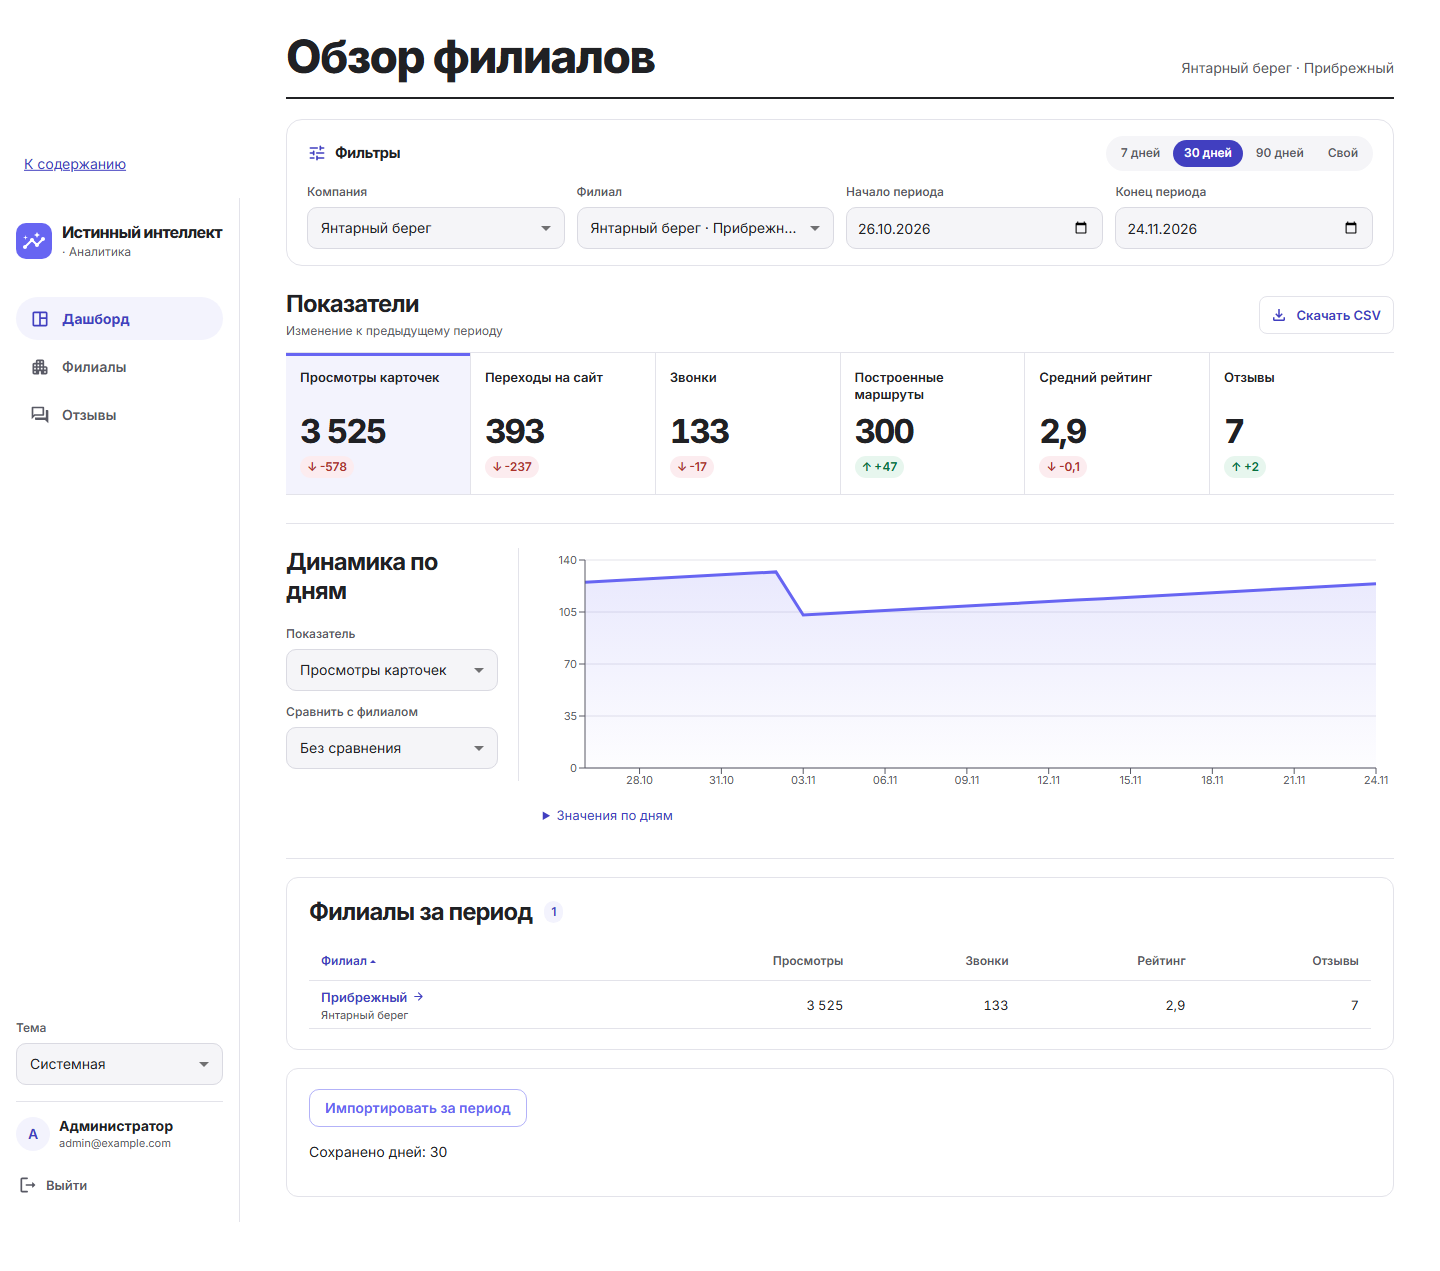 Обзор филиалов
Янтарный берег · Прибрежный
К содержанию
Истинный интеллект
· Аналитика
Дашборд
Филиалы
Отзывы
Тема
Системная
А
Администратор
admin@example.com
Выйти
Фильтры
7 дней
30 дней
90 дней
Свой
Компания
Филиал
Начало периода
Конец периода
Янтарный берег
Янтарный берег · Прибрежн...
26.10.2026
24.11.2026
Показатели
Изменение к предыдущему периоду
Скачать CSV
Просмотры карточек
3 525
↓ -578
Переходы на сайт
393
↓ -237
Звонки
133
↓ -17
Построенные
маршруты
300
↑ +47
Средний рейтинг
2,9
↓ -0,1
Отзывы
7
↑ +2
Динамика по
дням
Показатель
Просмотры карточек
Сравнить с филиалом
Без сравнения
140
105
70
35
0
28.10 31.10 03.11 06.11 09.11 12.11 15.11 18.11 21.11 24.11
Значения по дням
Филиалы за период 1
Филиал Просмотры Звонки Рейтинг Отзывы
Прибрежный → 3 525 133 2,9 7
Янтарный берег
Импортировать за период
Сохранено дней: 30